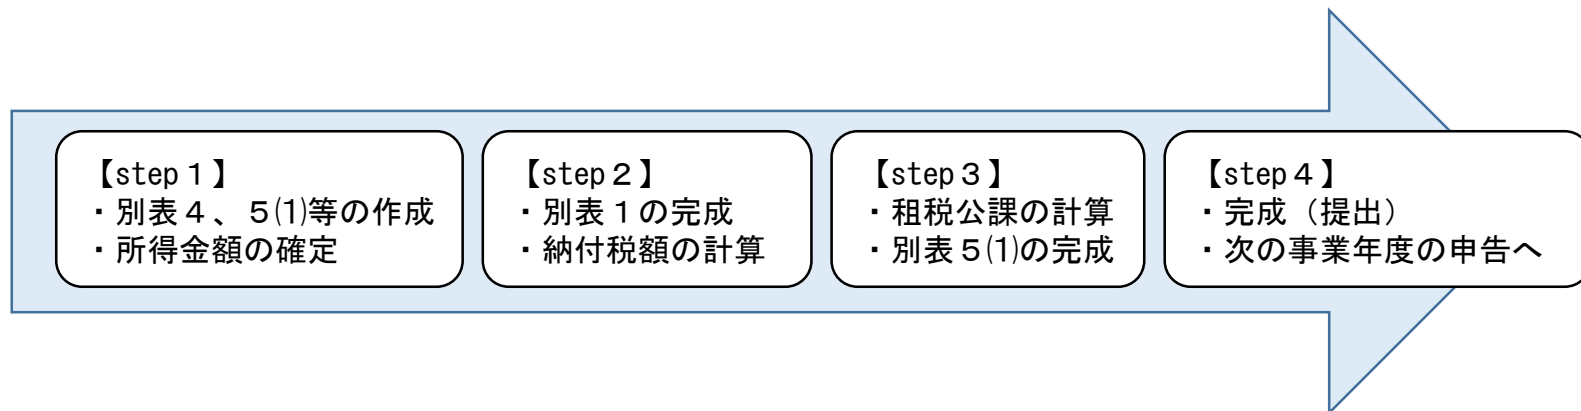 【step１】
・別表４、５⑴等の作成
・所得金額の確定
【step２】
・別表１の完成
・納付税額の計算
【step３】
・租税公課の計算
・別表５⑴の完成
【step４】
・完成（提出）
・次の事業年度の申告へ